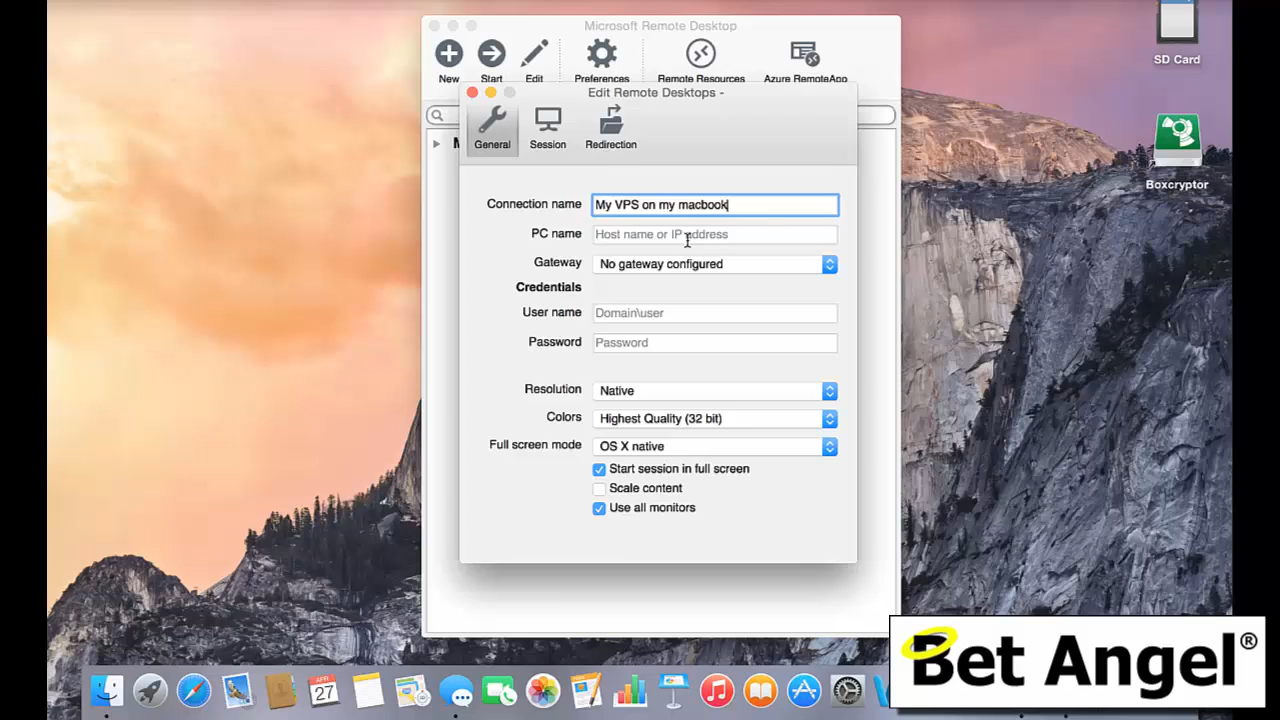 Microsoft Remote Desktop
SD Card
New Start Edit Preferences Remote Resources Azure RemoteApp
Edit Remote Desktops -
General Session Redirection
Boxcryptor
Connection name My VPS on my macbook
PC name Host name or IP address
Gateway No gateway configured
Credentials
User name Domain\user
Password Password
Resolution Native
Colors Highest Quality (32 bit)
Full screen mode OS X native
Start session in full screen
Scale content
Use all monitors
Bet Angel®
APR
27